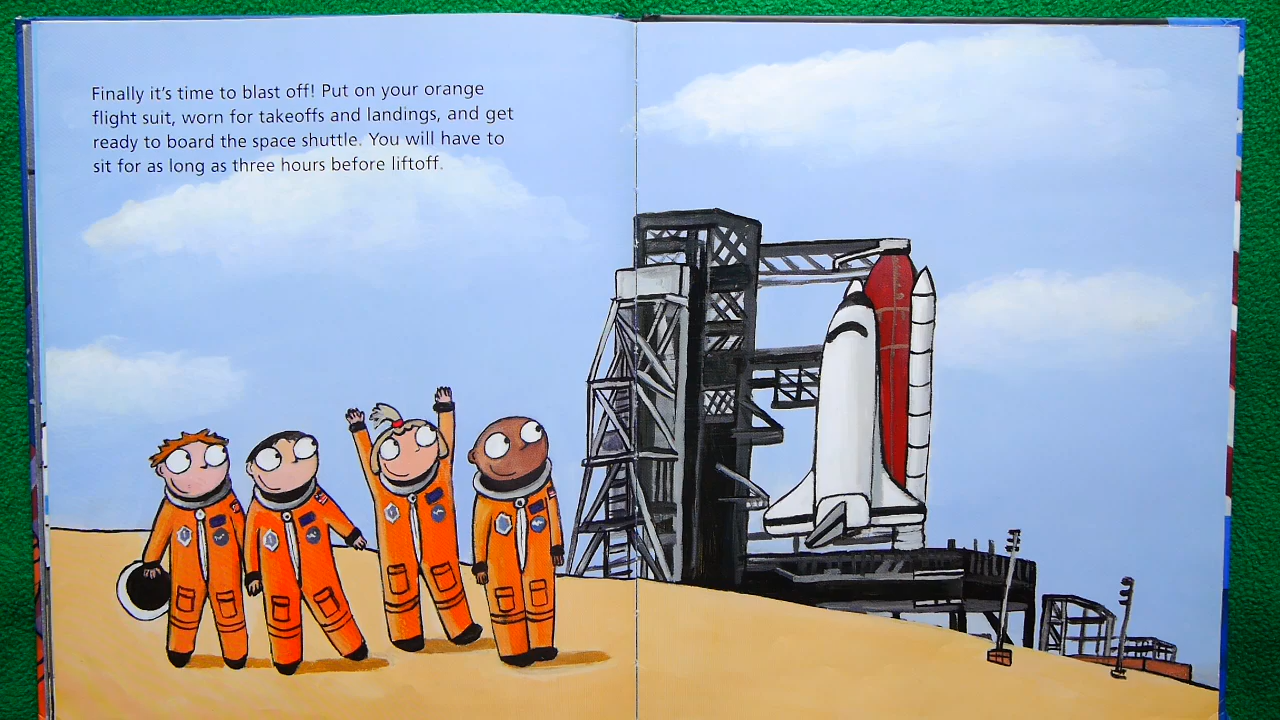 Finally it's time to blast off! Put on your orange
flight suit, worn for takeoffs and landings, and get
ready to board the space shuttle. You will have to
sit for as long as three hours before liftoff.